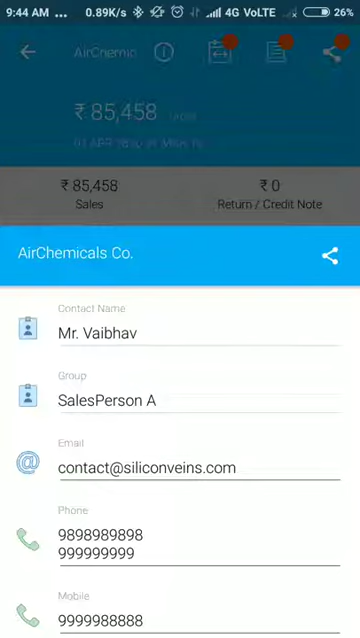 9:44 AM ... 0.89K/s 4G VoLTE 26%
AirChemic
₹ 85,458
₹ 85,458 ₹ 0
Sales Return / Credit Note
AirChemicals Co.
Contact Name
Mr. Vaibhav
Group
SalesPerson A
Email
contact@siliconveins.com
Phone
9898989898
999999999
Mobile
9999988888